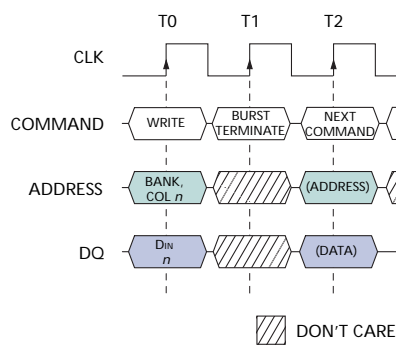 T0 T1 T2
CLK
COMMAND WRITE BURST TERMINATE NEXT COMMAND
ADDRESS BANK, COL n (ADDRESS)
DQ DIN n (DATA)
DON'T CARE